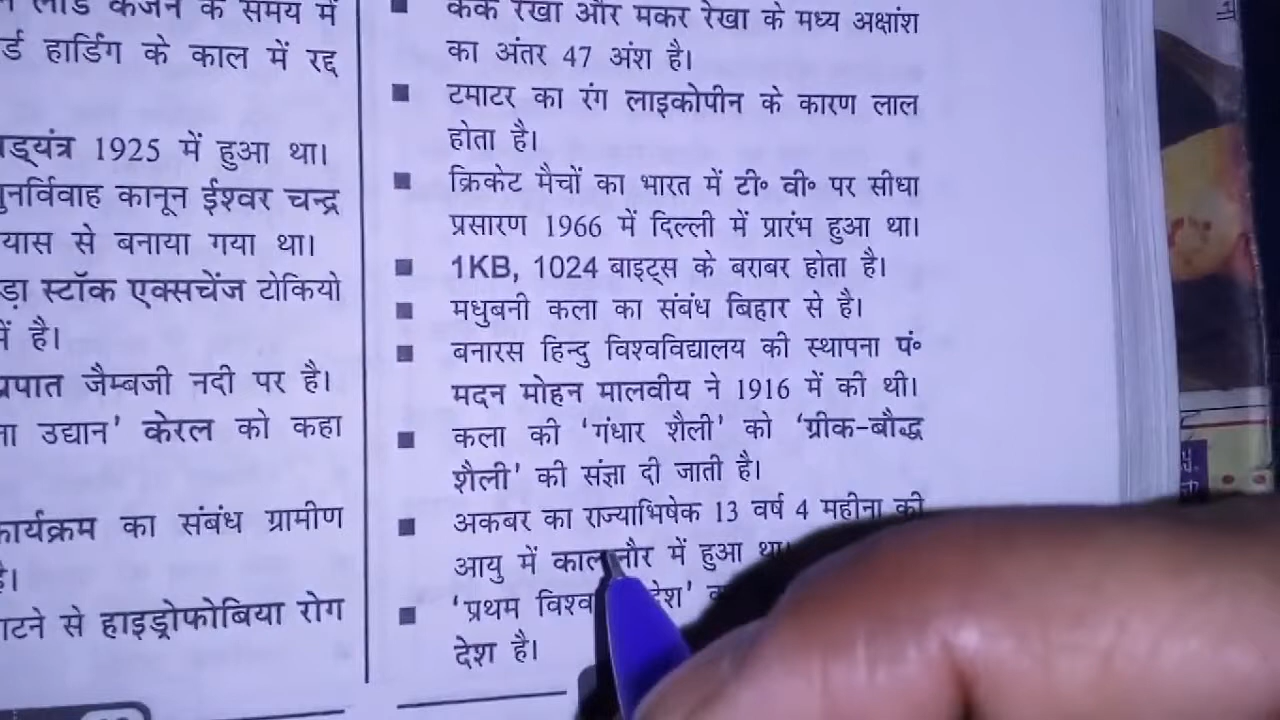 लॉर्ड कर्जन के समय में
र्ड हार्डिंग के काल में रद्द
षड्यंत्र 1925 में हुआ था।
पुनर्विवाह कानून ईश्वर चन्द्र
यास से बनाया गया था।
ड़ा स्टॉक एक्सचेंज टोकियो
में है।
प्रपात जैम्बजी नदी पर है।
उद्यान' केरल को कहा
कार्यक्रम का संबंध ग्रामीण
है।
ाटने से हाइड्रोफोबिया रोग
कर्क रेखा और मकर रेखा के मध्य अक्षांश
का अंतर 47 अंश है।
टमाटर का रंग लाइकोपीन के कारण लाल
होता है।
क्रिकेट मैचों का भारत में टी॰ वी॰ पर सीधा
प्रसारण 1966 में दिल्ली में प्रारंभ हुआ था।
1KB, 1024 बाइट्स के बराबर होता है।
मधुबनी कला का संबंध बिहार से है।
बनारस हिन्दु विश्वविद्यालय की स्थापना पं॰
मदन मोहन मालवीय ने 1916 में की थी।
कला की 'गंधार शैली' को 'ग्रीक-बौद्ध
शैली' की संज्ञा दी जाती है।
अकबर का राज्याभिषेक 13 वर्ष 4 महीना की
आयु में कालानौर में हुआ था।
'प्रथम विश्व
देश है।